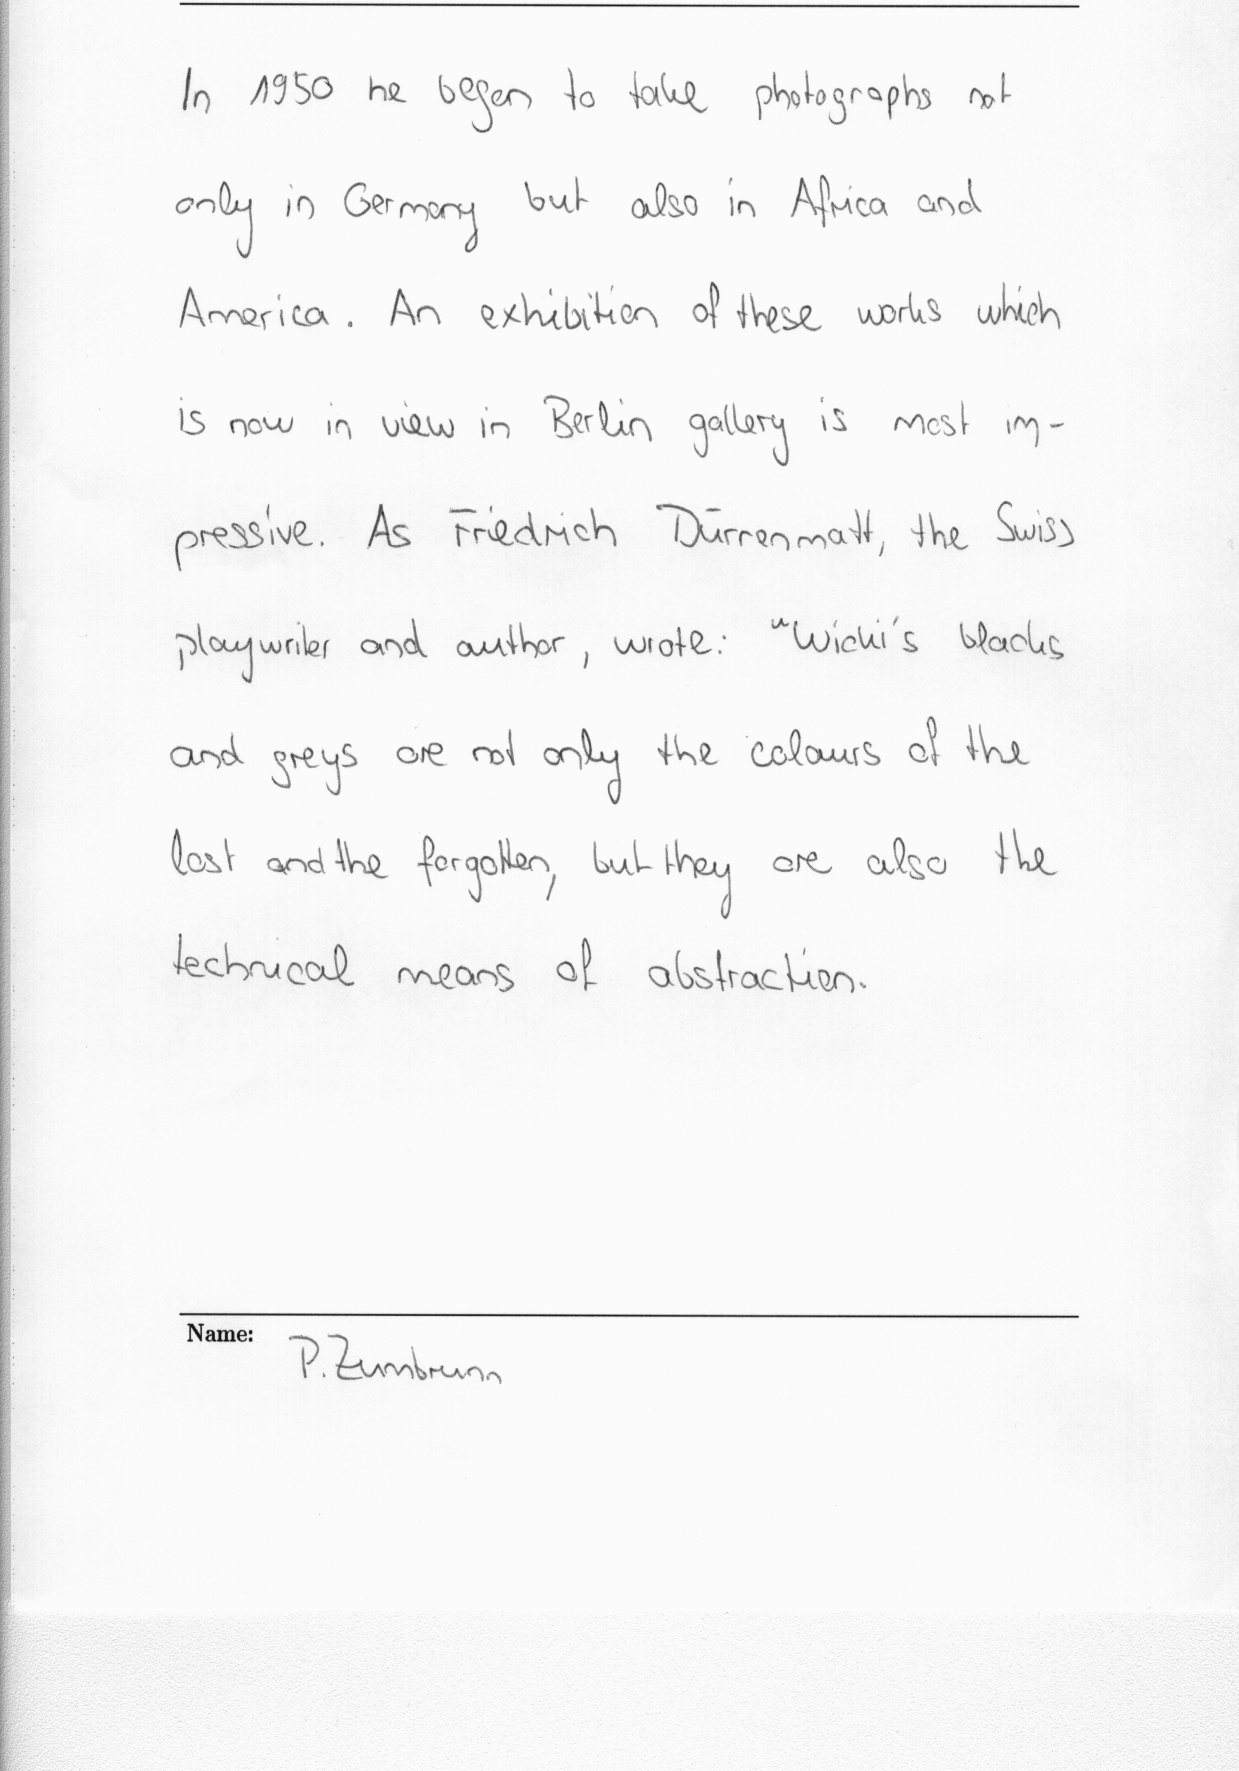 In 1950 he began to take photographs not
only in Germany but also in Africa and
America. An exhibition of these works which
is now in view in Berlin gallery is most im-
pressive. As Friedrich Dürrenmatt, the Swiss
playwriter and author, wrote: "Wicki's blacks
and greys are not only the colours of the
lost and the forgotten, but they are also the
technical means of abstraction.
Name: P. Zumbrunn